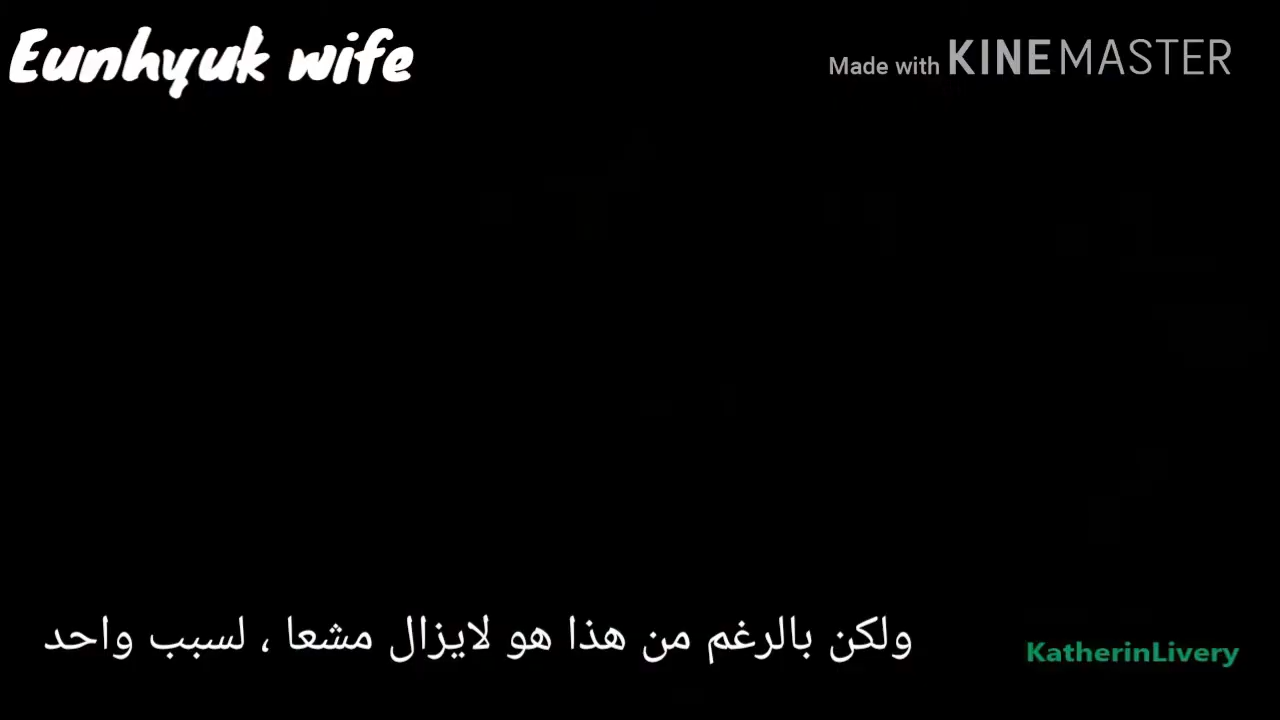 Eunhyuk wife
Made with KINEMASTER
ولكن بالرغم من هذا هو لايزال مشعا ، لسبب واحد
KatherinLivery